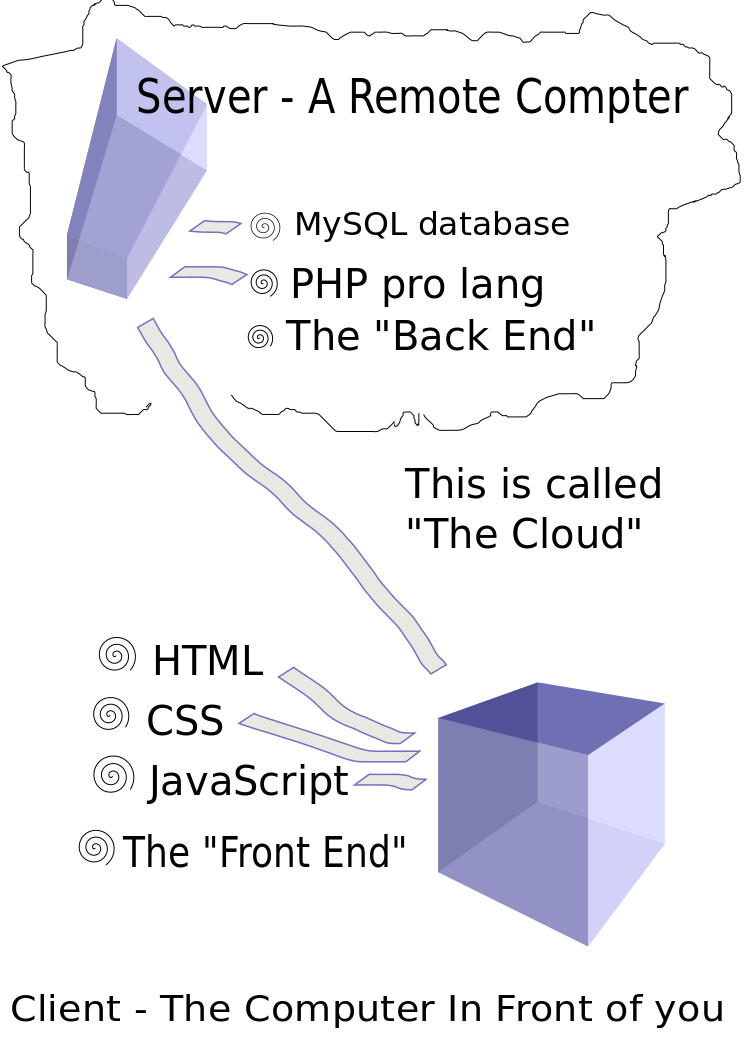 Server - A Remote Compter
MySQL database
PHP pro lang
The "Back End"
This is called
"The Cloud"
HTML
CSS
JavaScript
The "Front End"
Client - The Computer In Front of you